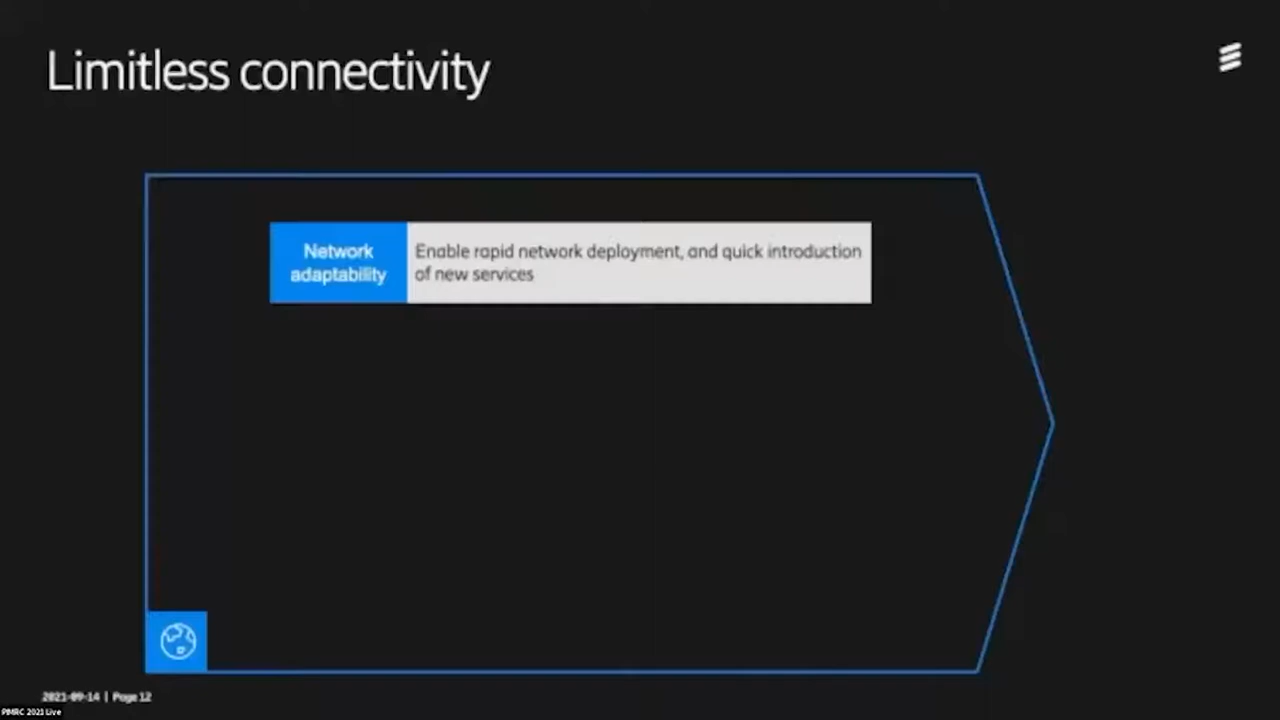 Limitless connectivity
Network
adaptability
Enable rapid network deployment, and quick introduction
of new services
2021-09-14 | Page 12
PIMRC 2021 Live